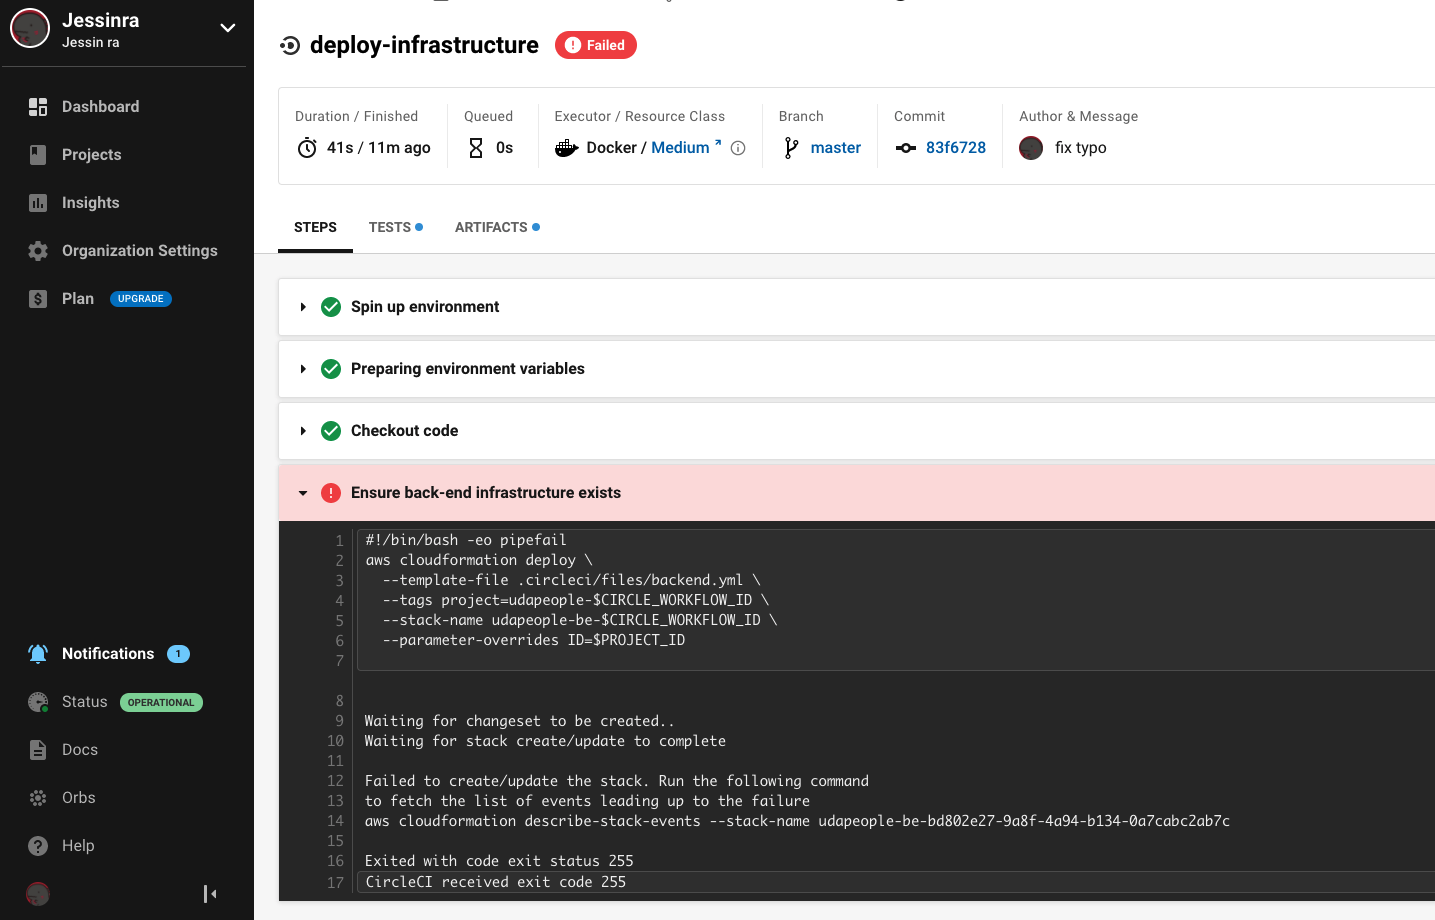 Jessinra
Jessin ra
Dashboard
Projects
Insights
Organization Settings
Plan UPGRADE
Notifications 1
Status OPERATIONAL
Docs
Orbs
Help
deploy-infrastructure Failed
Duration / Finished Queued Executor / Resource Class Branch Commit Author & Message
41s / 11m ago 0s Docker / Medium master 83f6728 fix typo
STEPS TESTS ARTIFACTS
Spin up environment
Preparing environment variables
Checkout code
Ensure back-end infrastructure exists
1 #!/bin/bash -eo pipefail
2 aws cloudformation deploy \
3 --template-file .circleci/files/backend.yml \
4 --tags project=udapeople-$CIRCLE_WORKFLOW_ID \
5 --stack-name udapeople-be-$CIRCLE_WORKFLOW_ID \
6 --parameter-overrides ID=$PROJECT_ID
7
8
9 Waiting for changeset to be created..
10 Waiting for stack create/update to complete
11
12 Failed to create/update the stack. Run the following command
13 to fetch the list of events leading up to the failure
14 aws cloudformation describe-stack-events --stack-name udapeople-be-bd802e27-9a8f-4a94-b134-0a7cabc2ab7c
15
16 Exited with code exit status 255
17 CircleCI received exit code 255